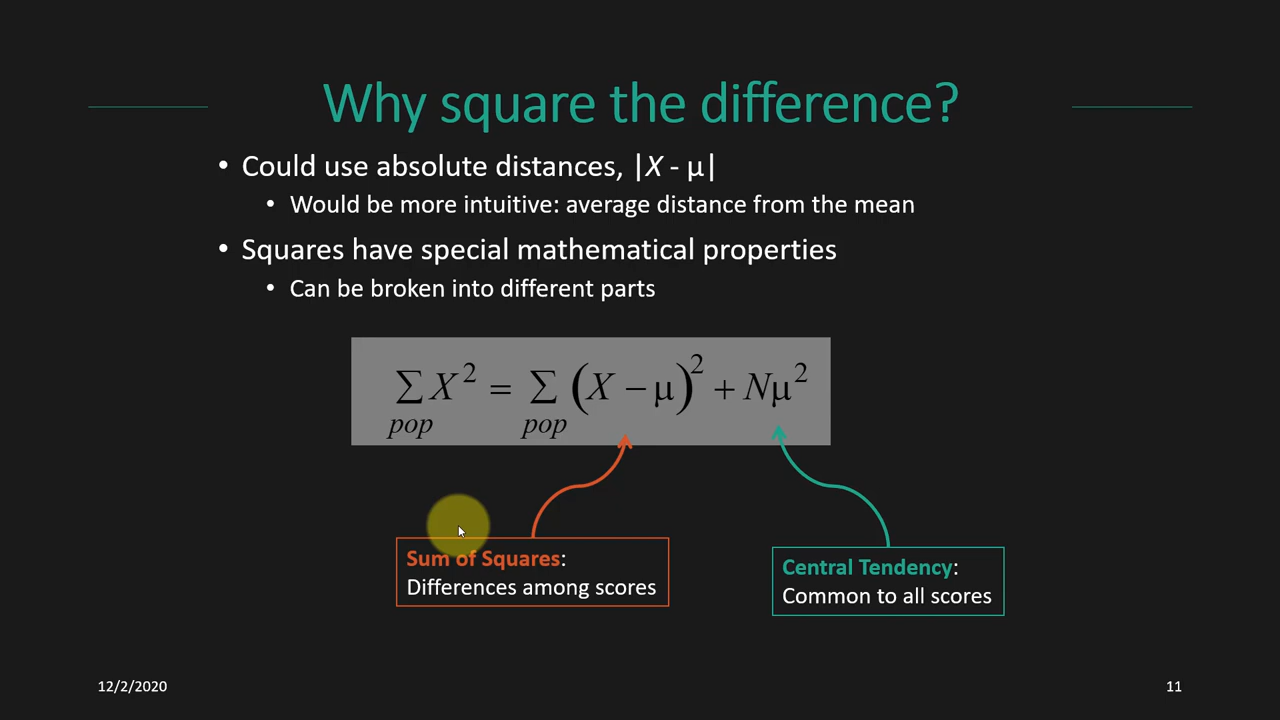 Why square the difference?
• Could use absolute distances, |X - μ|
• Would be more intuitive: average distance from the mean
• Squares have special mathematical properties
• Can be broken into different parts
∑ X² = ∑ (X − μ)² + Nμ²
pop pop
Sum of Squares:
Differences among scores
Central Tendency:
Common to all scores
12/2/2020
11